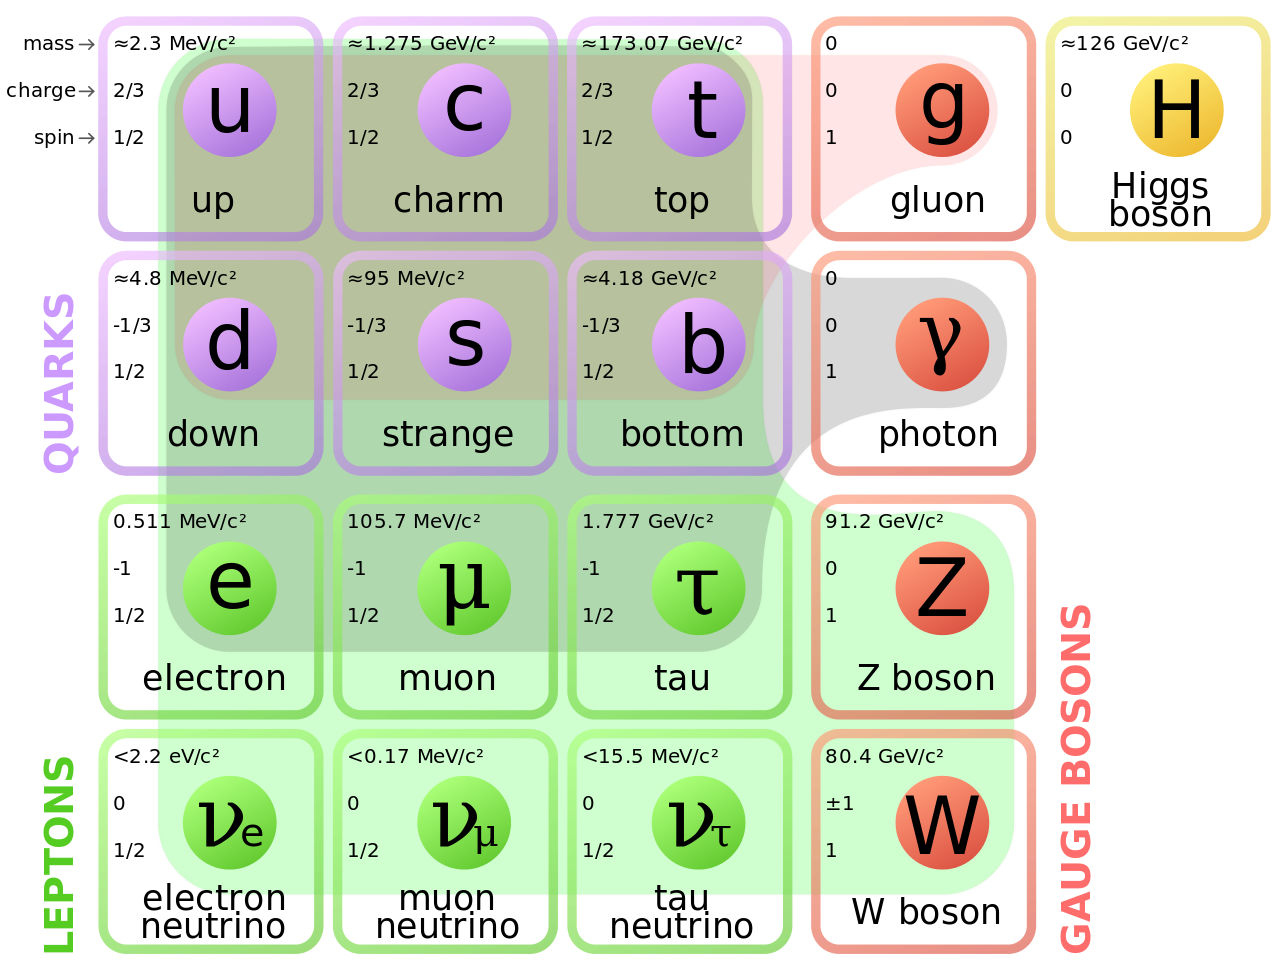 mass→
charge→
spin→
≈2.3 MeV/c²
2/3
1/2
u
up
≈1.275 GeV/c²
2/3
1/2
c
charm
≈173.07 GeV/c²
2/3
1/2
t
top
0
0
1
g
gluon
≈126 GeV/c²
0
0
H
Higgs
boson
QUARKS
≈4.8 MeV/c²
-1/3
1/2
d
down
≈95 MeV/c²
-1/3
1/2
s
strange
≈4.18 GeV/c²
-1/3
1/2
b
bottom
0
0
1
γ
photon
0.511 MeV/c²
-1
1/2
e
electron
105.7 MeV/c²
-1
1/2
μ
muon
1.777 GeV/c²
-1
1/2
τ
tau
91.2 GeV/c²
0
1
Z
Z boson
GAUGE BOSONS
LEPTONS
<2.2 eV/c²
0
1/2
νe
electron
neutrino
<0.17 MeV/c²
0
1/2
νμ
muon
neutrino
<15.5 MeV/c²
0
1/2
ντ
tau
neutrino
80.4 GeV/c²
±1
1
W
W boson